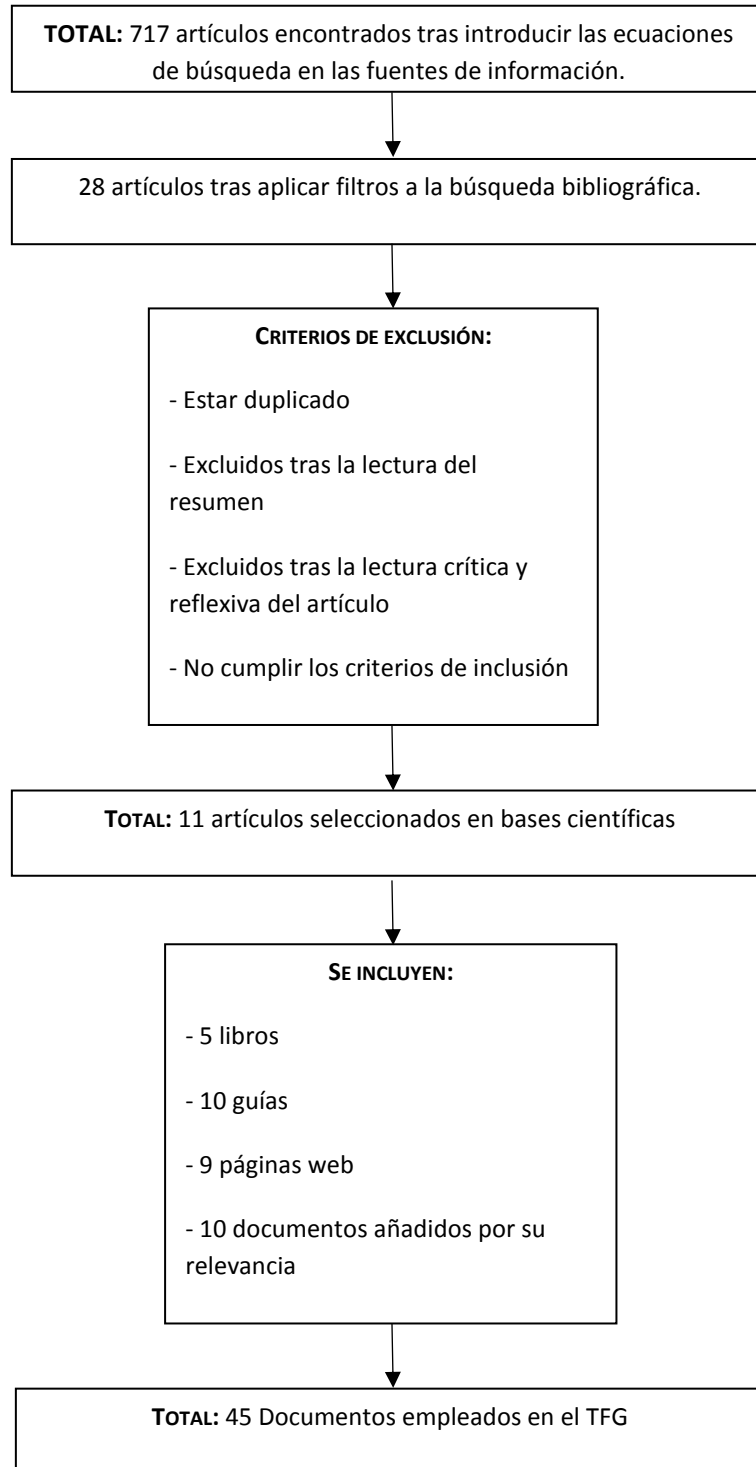 TOTAL: 717 artículos encontrados tras introducir las ecuaciones
de búsqueda en las fuentes de información.
28 artículos tras aplicar filtros a la búsqueda bibliográfica.
CRITERIOS DE EXCLUSIÓN:
- Estar duplicado
- Excluidos tras la lectura del
resumen
- Excluidos tras la lectura crítica y
reflexiva del artículo
- No cumplir los criterios de inclusión
TOTAL: 11 artículos seleccionados en bases científicas
SE INCLUYEN:
- 5 libros
- 10 guías
- 9 páginas web
- 10 documentos añadidos por su
relevancia
TOTAL: 45 Documentos empleados en el TFG